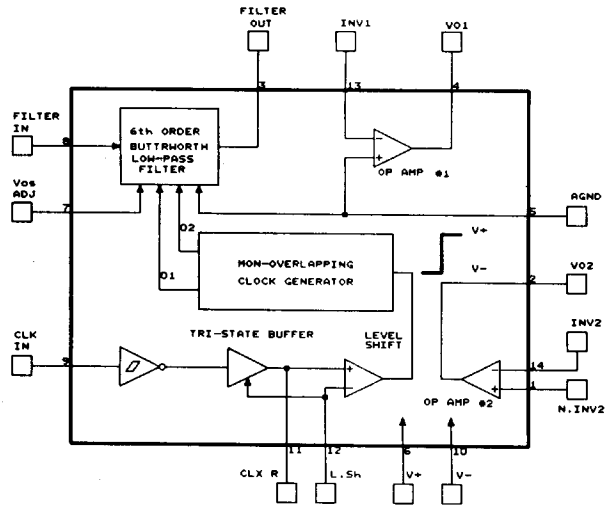 FILTER
OUT
INV1
VO1
3
13
4
FILTER
IN
8
6th ORDER
BUTTRWORTH
LOW-PASS
FILTER
-
+
OP AMP #1
Vos
ADJ
7
5
AGND
O2
O1
MON-OVERLAPPING
CLOCK GENERATOR
V+
V-
2
VO2
CLK
IN
9
TRI-STATE BUFFER
LEVEL
SHIFT
+
-
INV2
14
-
+
1
N.INV2
OP AMP #2
11
12
6
10
CLX R
L.Sh
V+
V-